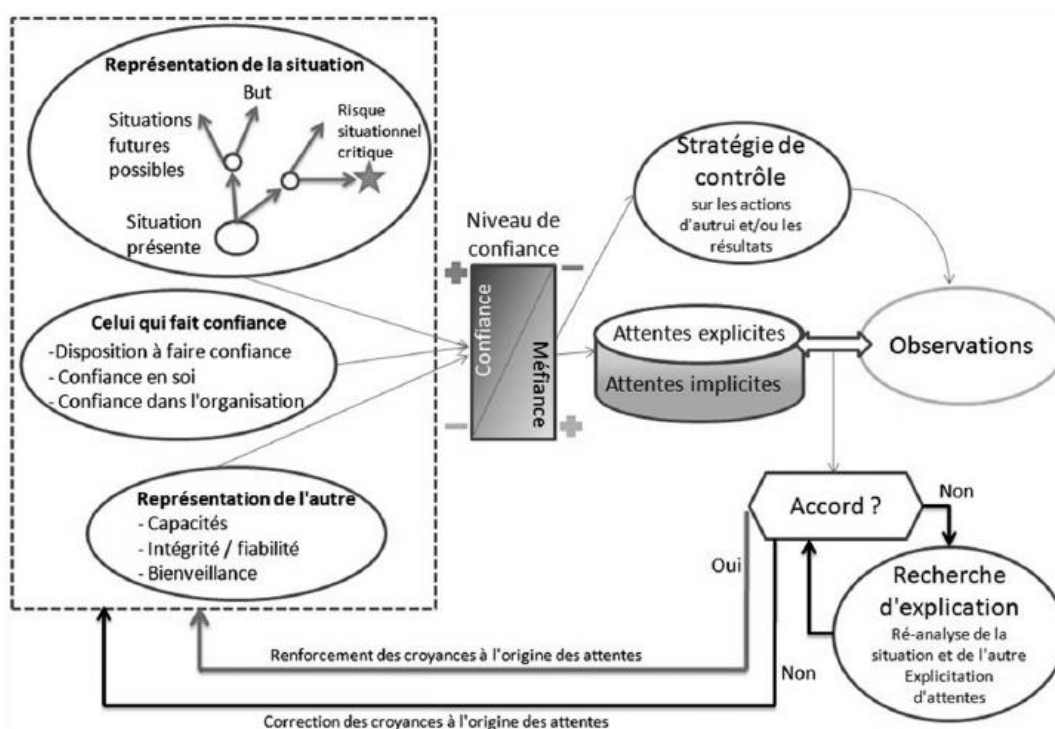 Représentation de la situation
But
Situations
futures
possibles
Risque
situationnel
critique
Situation
présente
Celui qui fait confiance
-Disposition à faire confiance
- Confiance en soi
- Confiance dans l'organisation
Représentation de l'autre
- Capacités
- Intégrité / fiabilité
- Bienveillance
Niveau de
confiance
+
−
Confiance
Méfiance
−
+
Stratégie de
contrôle
sur les actions
d'autrui et/ou les
résultats
Attentes explicites
Attentes implicites
Observations
Accord ?
Non
Oui
Recherche
d'explication
Ré-analyse de la
situation et de l'autre
Explicitation
d'attentes
Renforcement des croyances à l'origine des attentes
Non
Correction des croyances à l'origine des attentes